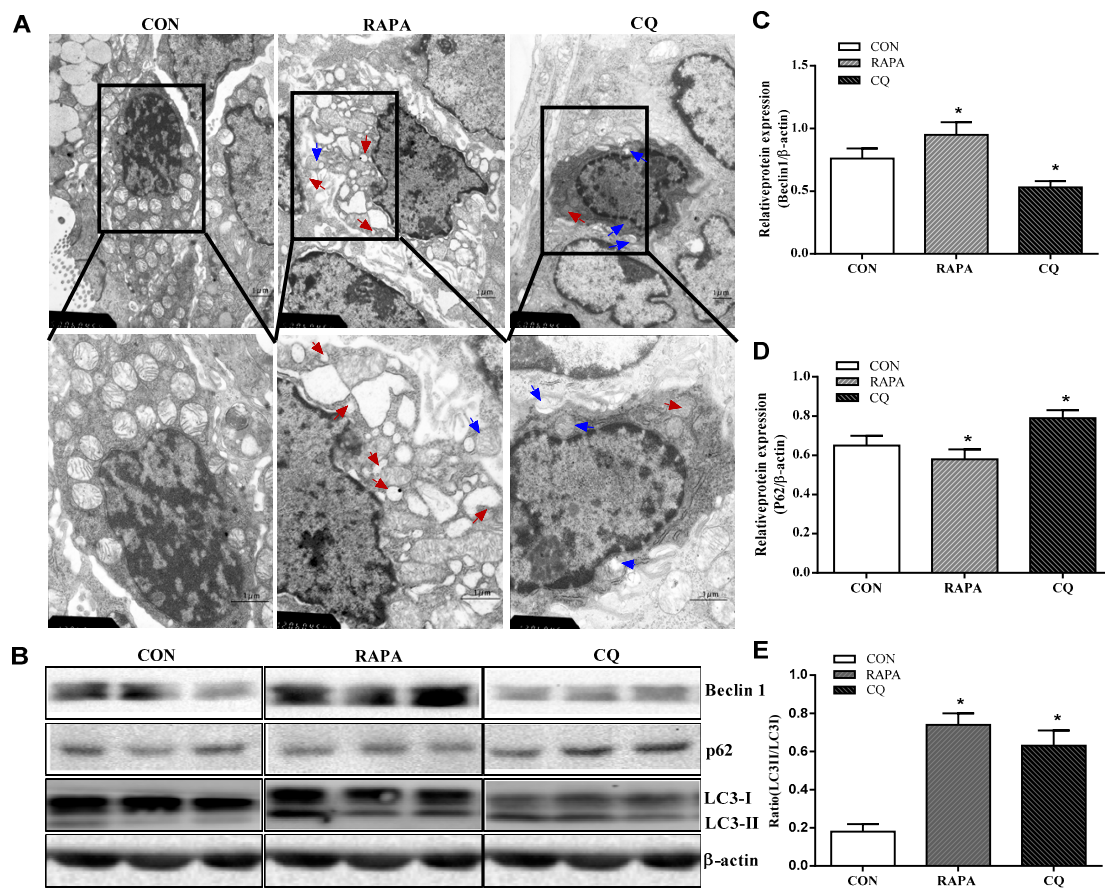 A
CON
RAPA
CQ
1μm
1μm
1μm
1μm
1μm
1μm
B
CON
RAPA
CQ
Beclin 1
p62
LC3-I
LC3-II
β-actin
C
CON
RAPA
CQ
Relativeprotein expression
(Beclin1/β-actin)
1.5
1.0
0.5
0.0
*
*
CON
RAPA
CQ
D
CON
RAPA
CQ
Relativeprotein expression
(P62/β-actin)
1.0
0.8
0.6
0.4
0.2
0.0
*
*
CON
RAPA
CQ
E
CON
RAPA
CQ
Ratio(LC3II/LC3I)
0.8
0.6
0.4
0.2
0.0
*
*
CON
RAPA
CQ